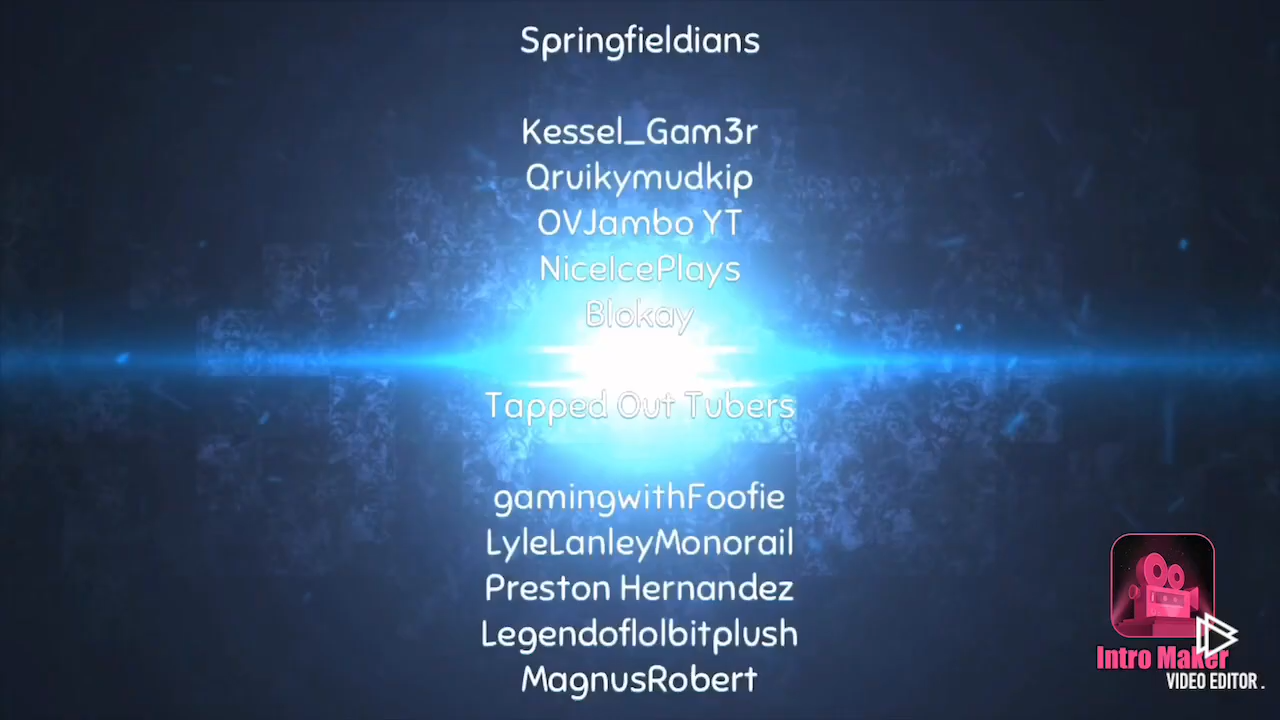 Springfieldians
Kessel_Gam3r
Qruikymudkip
OVJambo YT
NiceIcePlays
Blokay
Tapped Out Tubers
gamingwithFoofie
LyleLanleyMonorail
Preston Hernandez
Legendoflolbitplush
MagnusRobert
Intro Maker
VIDEO EDITOR .